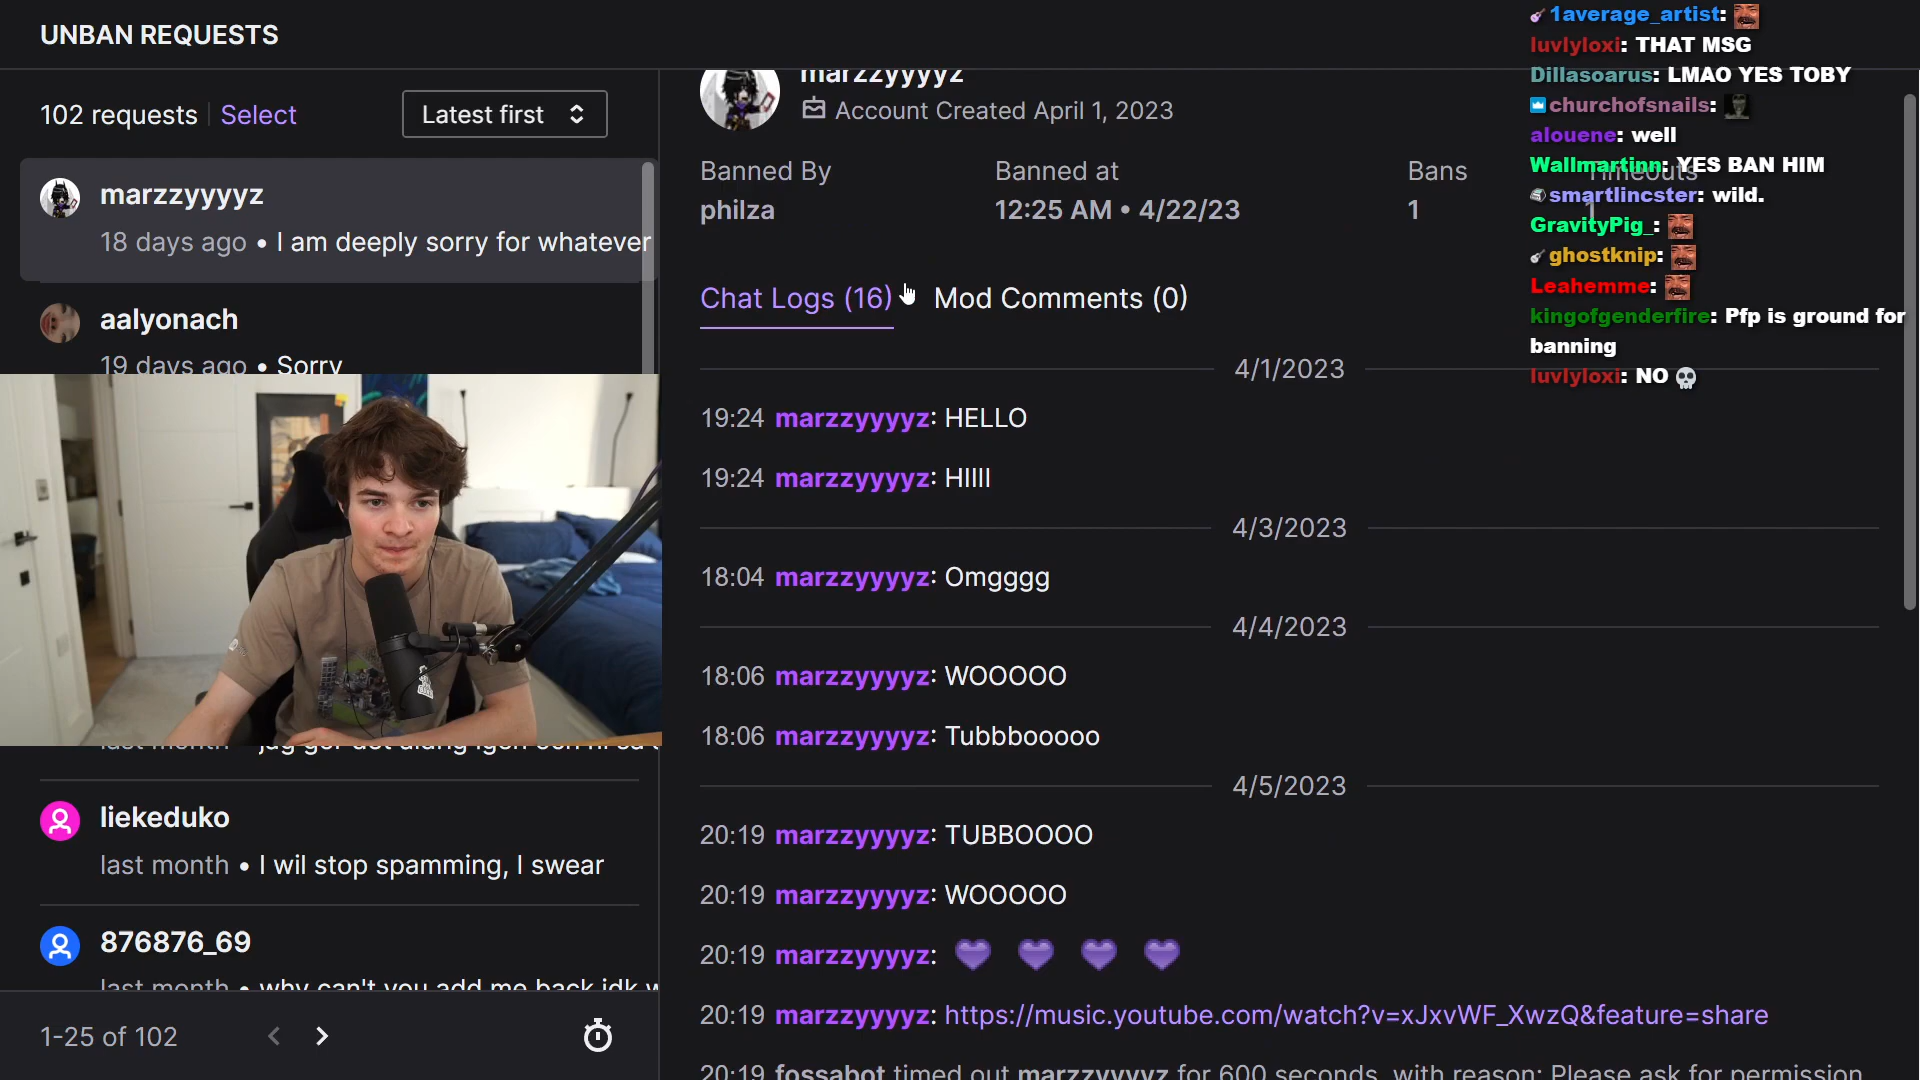 UNBAN REQUESTS
102 requests
Select
Latest first
marzzyyyyz
18 days ago • I am deeply sorry for whatever
aalyonach
19 days ago • Sorry
liekeduko
last month • I wil stop spamming, I swear
876876_69
last month • why can't you add me back idk
1-25 of 102
marzzyyyyz
Account Created April 1, 2023
Banned By
philza
Banned at
12:25 AM • 4/22/23
Bans
1
Timeouts
1
Chat Logs (16)
Mod Comments (0)
4/1/2023
19:24 marzzyyyyz: HELLO
19:24 marzzyyyyz: HIIII
4/3/2023
18:04 marzzyyyyz: Omgggg
4/4/2023
18:06 marzzyyyyz: WOOOOO
18:06 marzzyyyyz: Tubbbooooo
4/5/2023
20:19 marzzyyyyz: TUBBOOOO
20:19 marzzyyyyz: WOOOOO
20:19 marzzyyyyz: 💜 💜 💜 💜
20:19 marzzyyyyz: https://music.youtube.com/watch?v=xJxvWF_XwzQ&feature=share
20:19 fossabot timed out marzzyyyyz for 600 seconds, with reason: Please ask for permission
1average_artist:
luvlyloxi: THAT MSG
Dillasoarus: LMAO YES TOBY
churchofsnails:
alouene: well
Wallmartinn: YES BAN HIM
smartlincster: wild.
GravityPig_:
ghostknip:
Leahemme:
kingofgenderfire: Pfp is ground for
banning
luvlyloxi: NO 💀